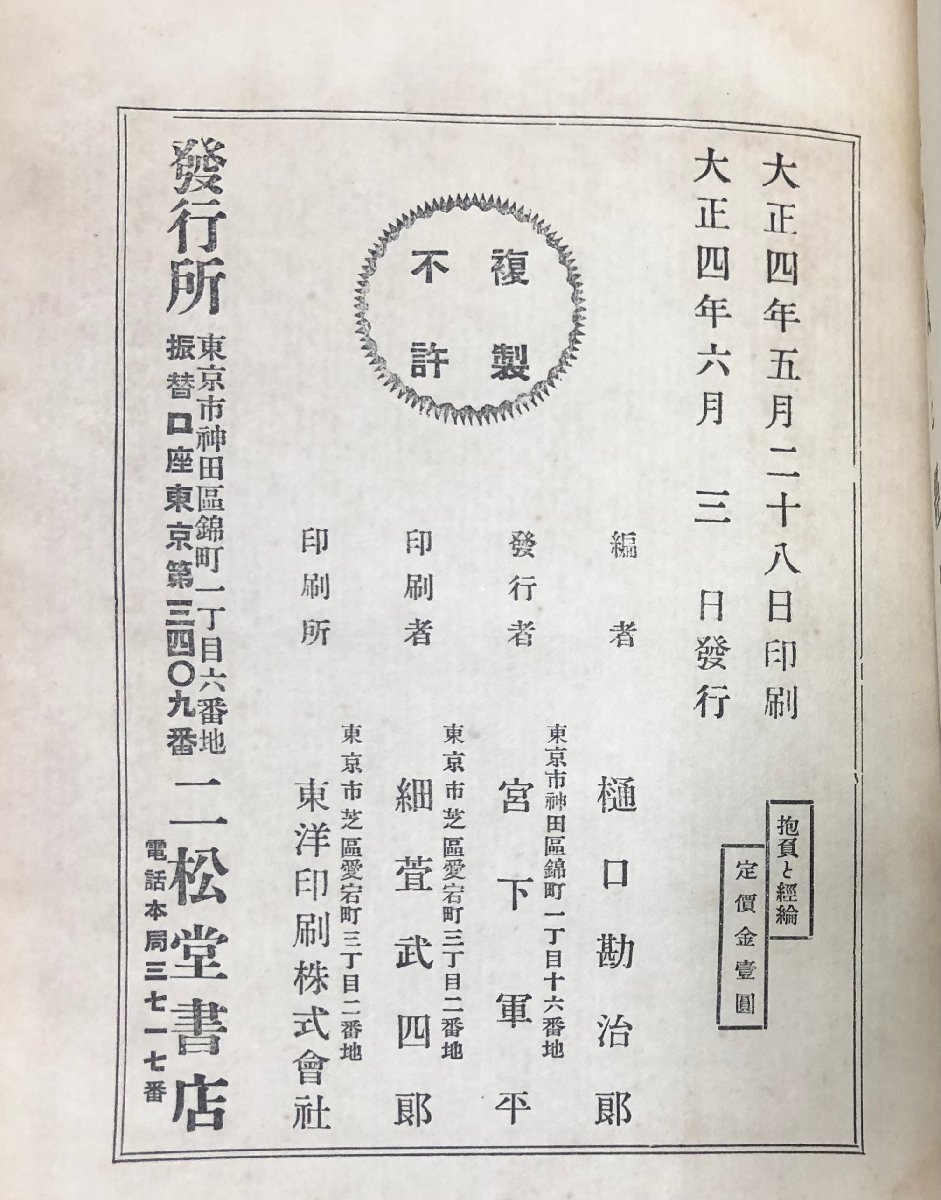 大正四年五月二十八日印刷
大正四年六月三日發行
抱負と經綸
定價金壹圓
複製
不許
編者
樋口勘治郞
發行者
東京市神田區錦町一丁目十六番地
宮下軍平
印刷者
東京市芝區愛宕町三丁目二番地
細萱武四郞
印刷所
東京市芝區愛宕町三丁目二番地
東洋印刷株式會社
發行所
東京市神田區錦町一丁目六番地
振替口座東京第三四〇九番
二松堂書店
電話本局三七一七番